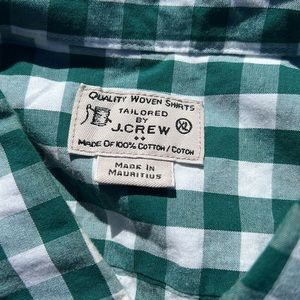 QUALITY WOVEN SHIRTS
TAILORED
BY
J.CREW
XL
MADE OF 100% COTTON / COTON
MADE IN
MAURITIUS